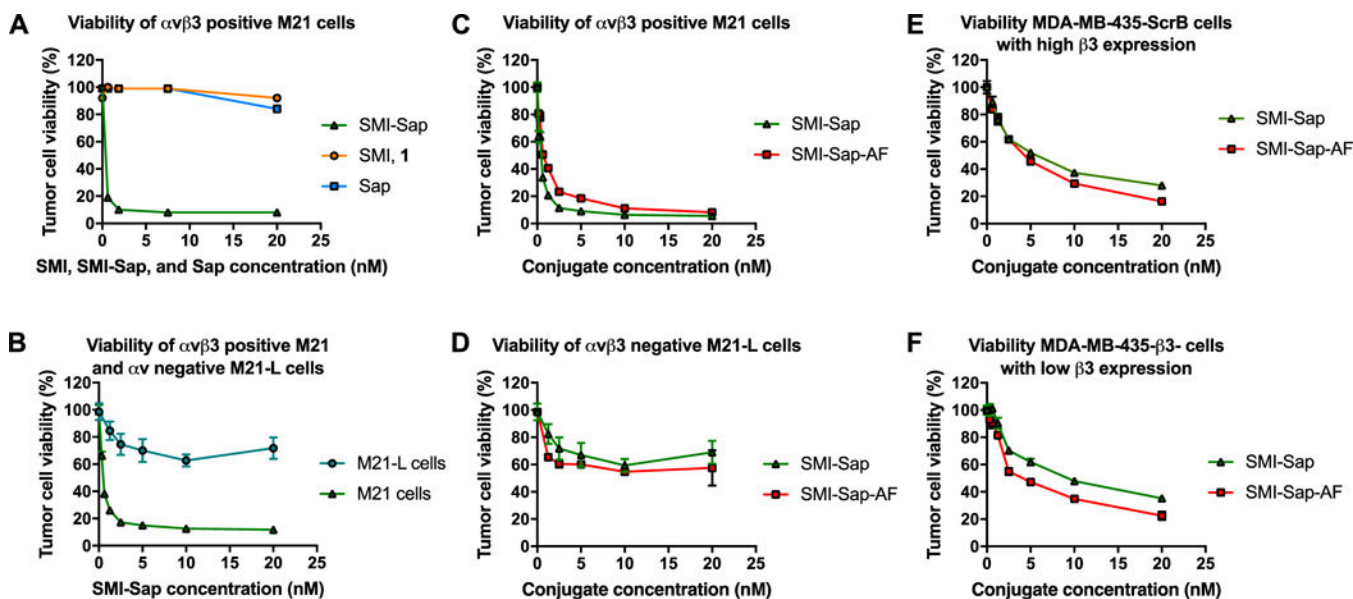 A
Viability of αvβ3 positive M21 cells
Tumor cell viability (%)
120
100
80
60
40
20
0
0 5 10 15 20 25
SMI, SMI-Sap, and Sap concentration (nM)
SMI-Sap
SMI, 1
Sap
C
Viability of αvβ3 positive M21 cells
Tumor cell viability (%)
120
100
80
60
40
20
0
0 5 10 15 20 25
Conjugate concentration (nM)
SMI-Sap
SMI-Sap-AF
E
Viability MDA-MB-435-ScrB cells
with high β3 expression
Tumor cell viability (%)
120
100
80
60
40
20
0
0 5 10 15 20 25
Conjugate concentration (nM)
SMI-Sap
SMI-Sap-AF
B
Viability of αvβ3 positive M21
and αv negative M21-L cells
Tumor cell viability (%)
120
100
80
60
40
20
0
0 5 10 15 20 25
SMI-Sap concentration (nM)
M21-L cells
M21 cells
D
Viability of αvβ3 negative M21-L cells
Tumor cell viability (%)
120
100
80
60
40
20
0
0 5 10 15 20 25
Conjugate concentration (nM)
SMI-Sap
SMI-Sap-AF
F
Viability MDA-MB-435-β3- cells
with low β3 expression
Tumor cell viability (%)
120
100
80
60
40
20
0
0 5 10 15 20 25
Conjugate concentration (nM)
SMI-Sap
SMI-Sap-AF